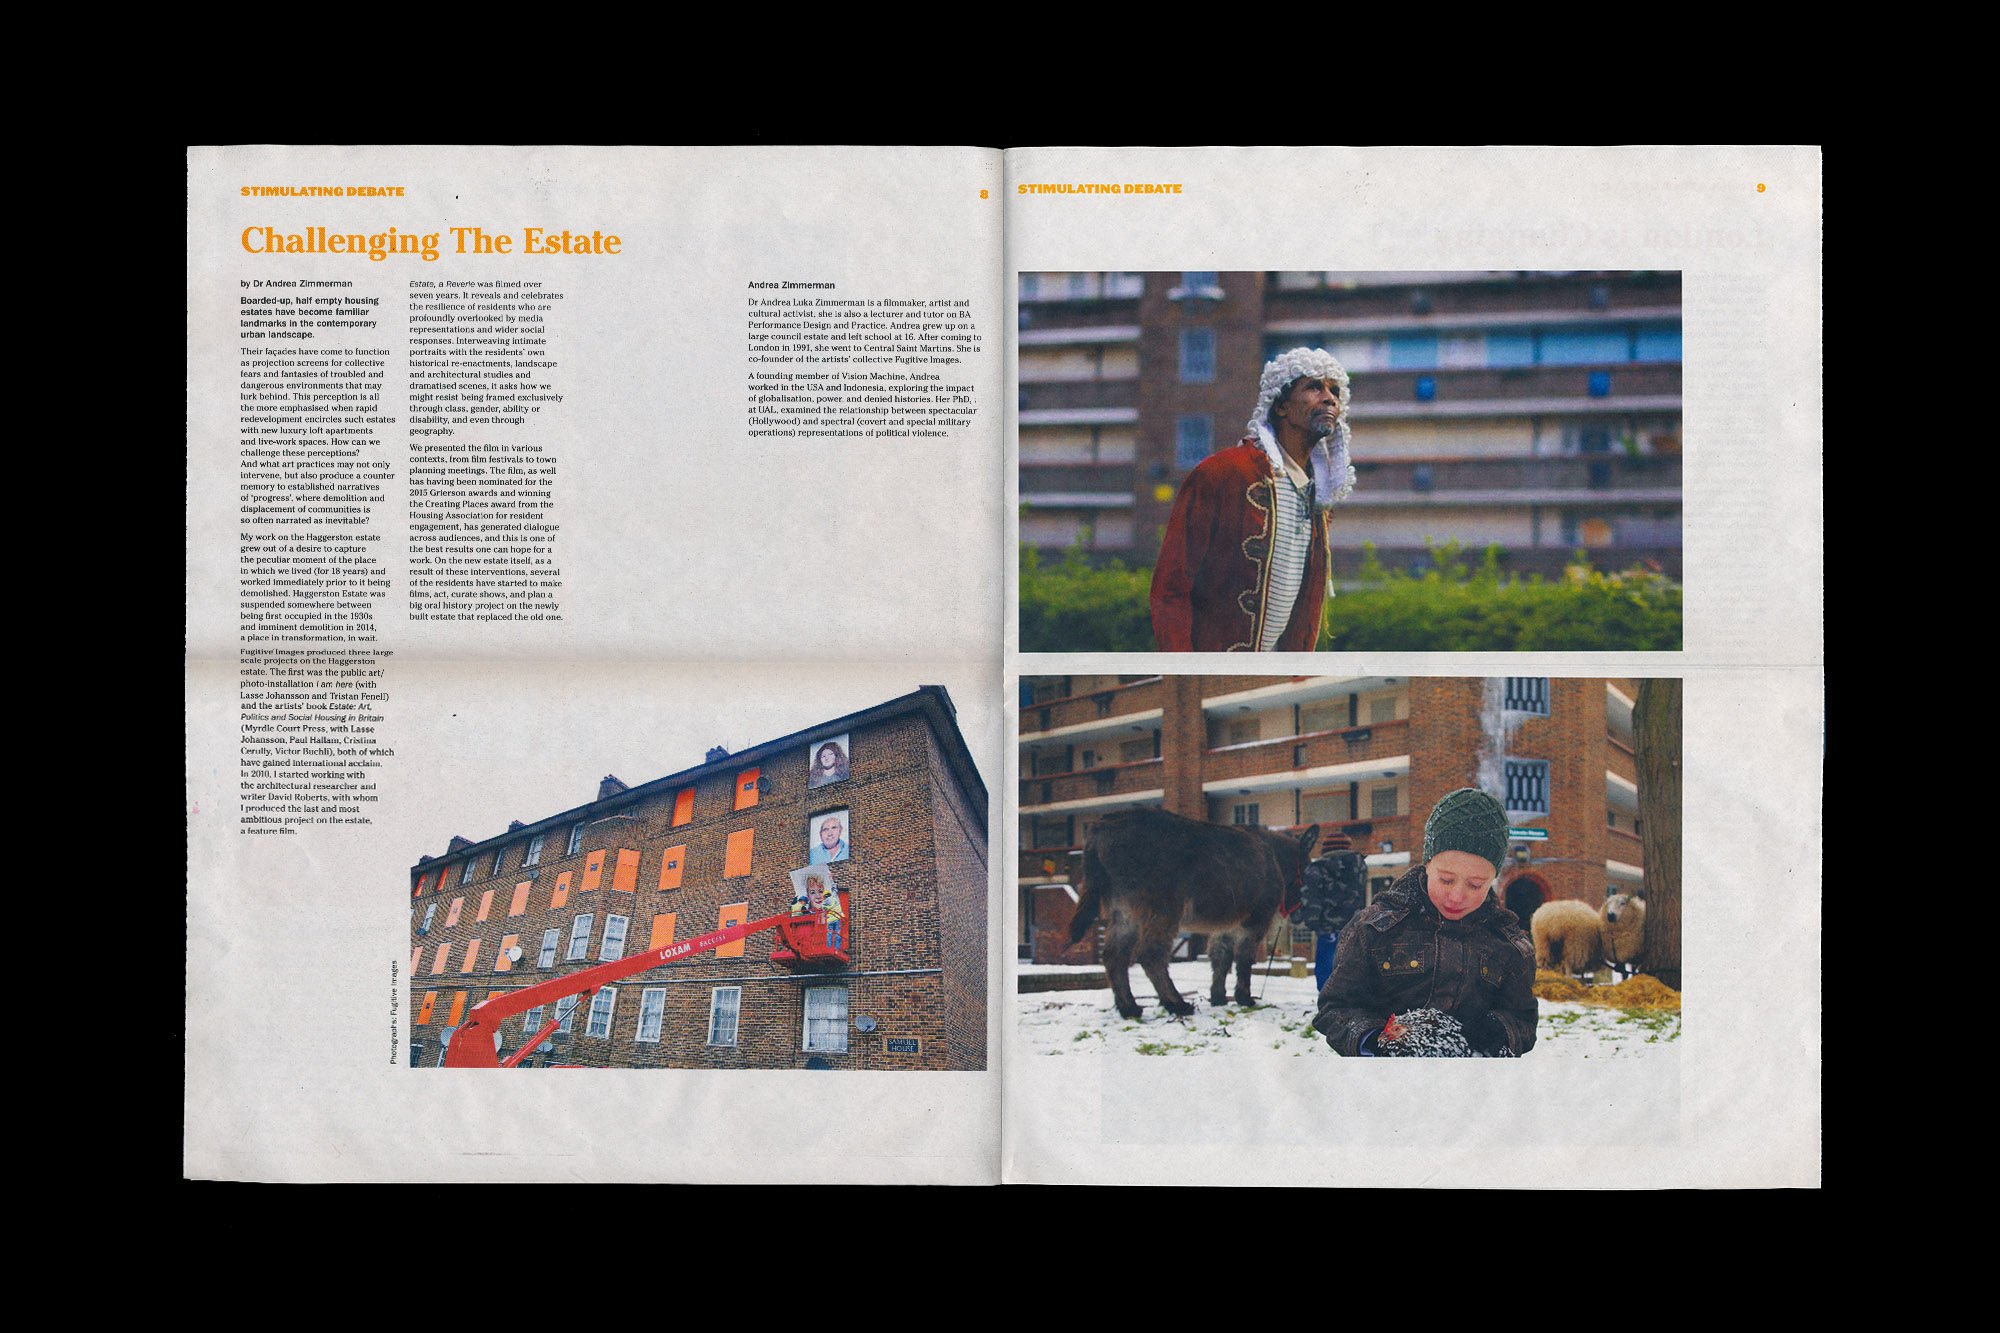 STIMULATING DEBATE
8
Challenging The Estate
by Dr Andrea Zimmerman
Boarded-up, half empty housing
estates have become familiar
landmarks in the contemporary
urban landscape.
Their façades have come to function
as projection screens for collective
fears and fantasies of troubled and
dangerous environments that may
lurk behind. This perception is all
the more emphasised when rapid
redevelopment encircles such estates
with new luxury loft apartments
and live-work spaces. How can we
challenge these perceptions?
And what art practices may not only
intervene, but also produce a counter
memory to established narratives
of ‘progress’, where demolition and
displacement of communities is
so often narrated as inevitable?
My work on the Haggerston estate
grew out of a desire to capture
the peculiar moment of the place
in which we lived (for 18 years) and
worked immediately prior to it being
demolished. Haggerston Estate was
suspended somewhere between
being first occupied in the 1930s
and imminent demolition in 2014,
a place in transformation, in wait.
Fugitive Images produced three large
scale projects on the Haggerston
estate. The first was the public art/
photo-installation I am here (with
Lasse Johansson and Tristan Fenell)
and the artists’ book Estate: Art,
Politics and Social Housing in Britain
(Myrdle Court Press, with Lasse
Johansson, Paul Hallam, Cristina
Cerully, Victor Buchli), both of which
have gained international acclaim.
In 2010, I started working with
the architectural researcher and
writer David Roberts, with whom
I produced the last and most
ambitious project on the estate,
a feature film.
Estate, a Reverie was filmed over
seven years. It reveals and celebrates
the resilience of residents who are
profoundly overlooked by media
representations and wider social
responses. Interweaving intimate
portraits with the residents’ own
historical re-enactments, landscape
and architectural studies and
dramatised scenes, it asks how we
might resist being framed exclusively
through class, gender, ability or
disability, and even through
geography.
We presented the film in various
contexts, from film festivals to town
planning meetings. The film, as well
has having been nominated for the
2015 Grierson awards and winning
the Creating Places award from the
Housing Association for resident
engagement, has generated dialogue
across audiences, and this is one of
the best results one can hope for a
work. On the new estate itself, as a
result of these interventions, several
of the residents have started to make
films, act, curate shows, and plan a
big oral history project on the newly
built estate that replaced the old one.
Andrea Zimmerman
Dr Andrea Luka Zimmerman is a filmmaker, artist and
cultural activist, she is also a lecturer and tutor on BA
Performance Design and Practice. Andrea grew up on a
large council estate and left school at 16. After coming to
London in 1991, she went to Central Saint Martins. She is
co-founder of the artists’ collective Fugitive Images.
A founding member of Vision Machine, Andrea
worked in the USA and Indonesia, exploring the impact
of globalisation, power, and denied histories. Her PhD,
at UAL, examined the relationship between spectacular
(Hollywood) and spectral (covert and special military
operations) representations of political violence.
Photographs: Fugitive Images
LOXAM ACCESS
SAMUEL
HOUSE
STIMULATING DEBATE
9